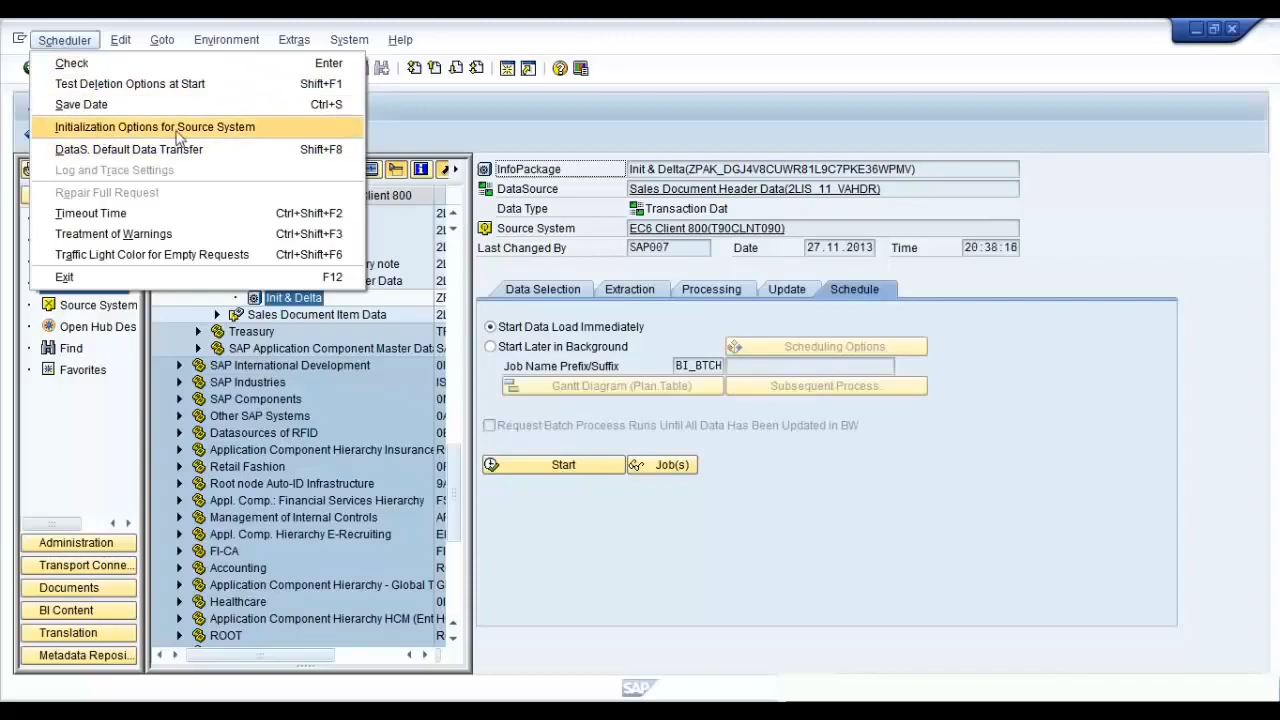 Scheduler Edit Goto Environment Extras System Help
Check Enter
Test Deletion Options at Start Shift+F1
Save Date Ctrl+S
Initialization Options for Source System
DataS. Default Data Transfer Shift+F8
Log and Trace Settings
Repair Full Request
Timeout Time Ctrl+Shift+F2
Treatment of Warnings Ctrl+Shift+F3
Traffic Light Color for Empty Requests Ctrl+Shift+F6
Exit F12
Source System
Open Hub Des
Find
Favorites
Administration
Transport Conne...
Documents
BI Content
Translation
Metadata Reposi...
Client 800
ry note
er Data
Init & Delta
Sales Document Item Data
Treasury
SAP Application Component Master Dat
SAP International Development
SAP Industries
SAP Components
Other SAP Systems
Datasources of RFID
Application Component Hierarchy Insurance
Retail Fashion
Root node Auto-ID Infrastructure
Appl. Comp.: Financial Services Hierarchy
Management of Internal Controls
Appl. Comp. Hierarchy E-Recruiting
FI-CA
Accounting
Application Component Hierarchy - Global T
Healthcare
Application Component Hierarchy HCM (Ent
ROOT
InfoPackage Init & Delta(ZPAK_DGJ4V8CUWR81L9C7PKE36WPMV)
DataSource Sales Document Header Data(2LIS_11_VAHDR)
Data Type Transaction Dat
Source System EC6 Client 800(T90CLNT090)
Last Changed By SAP007 Date 27.11.2013 Time 20:38:16
Data Selection Extraction Processing Update Schedule
Start Data Load Immediately
Start Later in Background Scheduling Options
Job Name Prefix/Suffix BI_BTCH
Gantt Diagram (Plan.Table) Subsequent Process.
Request Batch Proceess Runs Until All Data Has Been Updated in BW
Start Job(s)
SAP